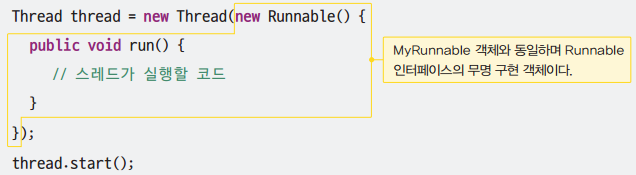 Thread thread = new Thread(new Runnable() {
public void run() {
// 스레드가 실행할 코드
}
});
thread.start();
MyRunnable 객체와 동일하며 Runnable
인터페이스의 무명 구현 객체이다.